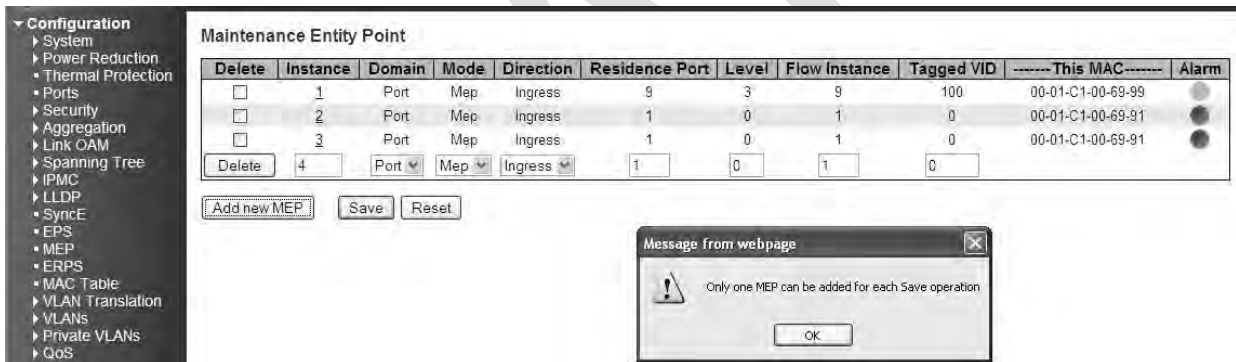 Configuration
System
Power Reduction
Thermal Protection
Ports
Security
Aggregation
Link OAM
Spanning Tree
IPMC
LLDP
SyncE
EPS
MEP
ERPS
MAC Table
VLAN Translation
VLANs
Private VLANs
QoS
Maintenance Entity Point
Delete Instance Domain Mode Direction Residence Port Level Flow Instance Tagged VID -------This MAC------- Alarm
1 Port Mep Ingress 9 3 9 100 00-01-C1-00-69-99
2 Port Mep Ingress 1 0 1 0 00-01-C1-00-69-91
3 Port Mep Ingress 1 0 1 0 00-01-C1-00-69-91
Delete 4 Port Mep Ingress 1 0 1 0
Add new MEP Save Reset
Message from webpage
Only one MEP can be added for each Save operation
OK